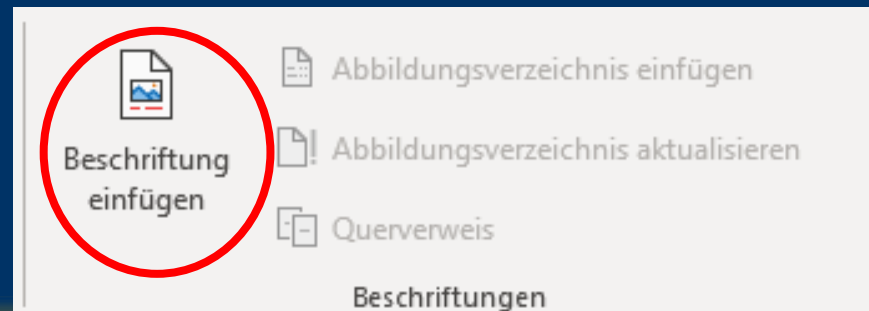 Beschriftung
einfügen
Abbildungsverzeichnis einfügen
Abbildungsverzeichnis aktualisieren
Querverweis
Beschriftungen